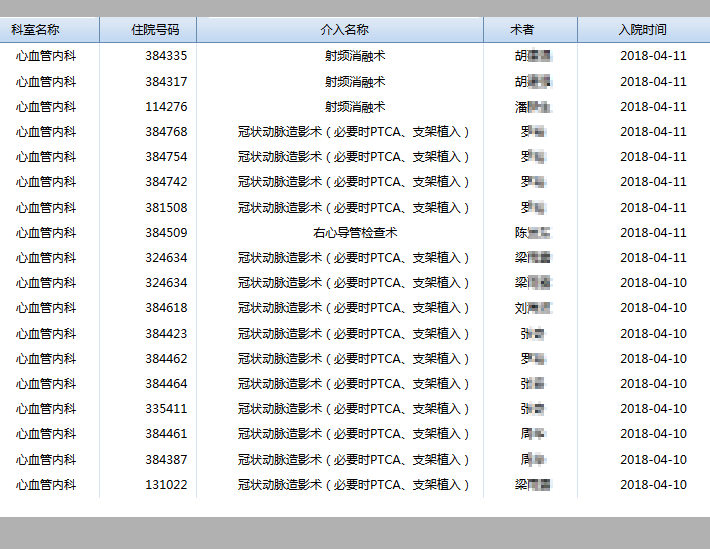 科室名称 住院号码 介入名称 术者 入院时间
心血管内科 384335 射频消融术 胡 2018-04-11
心血管内科 384317 射频消融术 胡 2018-04-11
心血管内科 114276 射频消融术 潘 2018-04-11
心血管内科 384768 冠状动脉造影术（必要时PTCA、支架植入） 罗 2018-04-11
心血管内科 384754 冠状动脉造影术（必要时PTCA、支架植入） 罗 2018-04-11
心血管内科 384742 冠状动脉造影术（必要时PTCA、支架植入） 罗 2018-04-11
心血管内科 381508 冠状动脉造影术（必要时PTCA、支架植入） 罗 2018-04-11
心血管内科 384509 右心导管检查术 陈 2018-04-11
心血管内科 324634 冠状动脉造影术（必要时PTCA、支架植入） 梁 2018-04-11
心血管内科 324634 冠状动脉造影术（必要时PTCA、支架植入） 梁 2018-04-10
心血管内科 384618 冠状动脉造影术（必要时PTCA、支架植入） 刘 2018-04-10
心血管内科 384423 冠状动脉造影术（必要时PTCA、支架植入） 张 2018-04-10
心血管内科 384462 冠状动脉造影术（必要时PTCA、支架植入） 罗 2018-04-10
心血管内科 384464 冠状动脉造影术（必要时PTCA、支架植入） 张 2018-04-10
心血管内科 335411 冠状动脉造影术（必要时PTCA、支架植入） 张 2018-04-10
心血管内科 384461 冠状动脉造影术（必要时PTCA、支架植入） 周 2018-04-10
心血管内科 384387 冠状动脉造影术（必要时PTCA、支架植入） 周 2018-04-10
心血管内科 131022 冠状动脉造影术（必要时PTCA、支架植入） 梁 2018-04-10